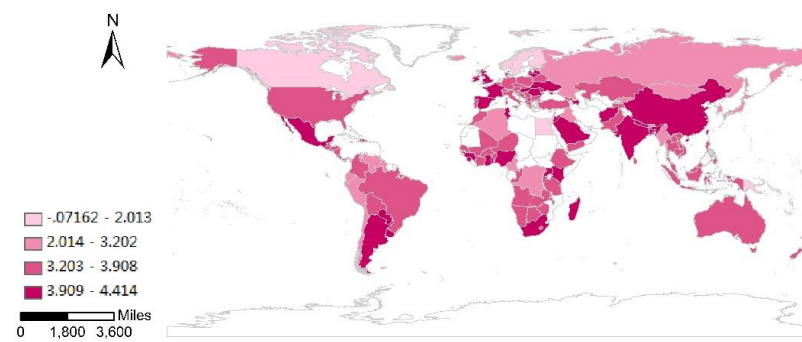 N
-.07162 - 2.013
2.014 - 3.202
3.203 - 3.908
3.909 - 4.414
Miles
0 1,800 3,600